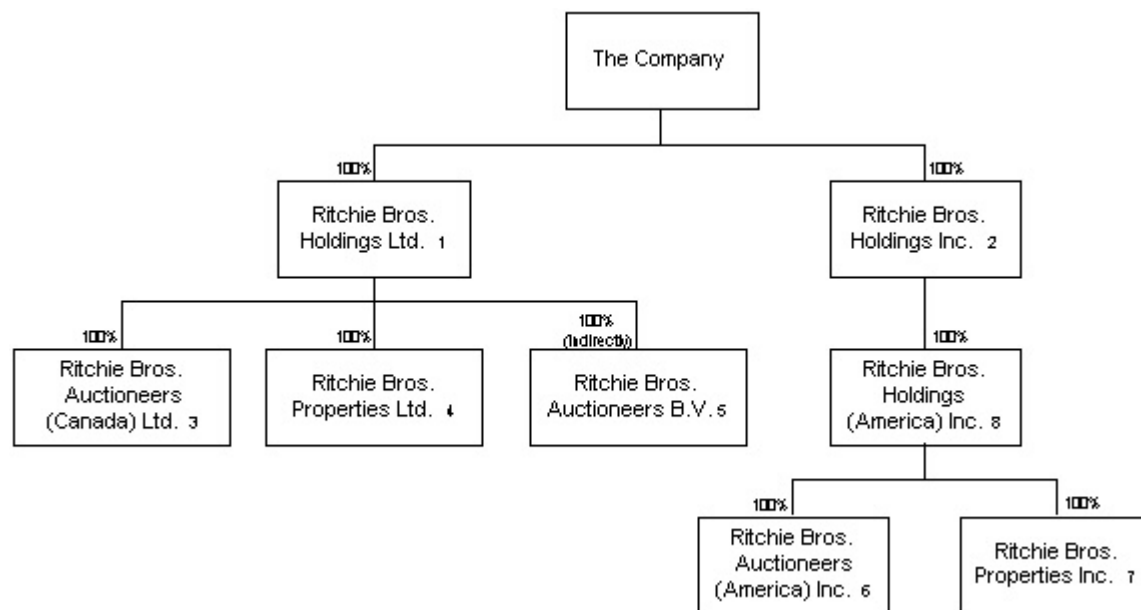 The Company
100%
100%
Ritchie Bros.
Holdings Ltd. 1
Ritchie Bros.
Holdings Inc. 2
100%
100%
100%
(Indirectly)
100%
Ritchie Bros.
Auctioneers
(Canada) Ltd. 3
Ritchie Bros.
Properties Ltd. 4
Ritchie Bros.
Auctioneers B.V. 5
Ritchie Bros.
Holdings
(America) Inc. 8
100%
100%
Ritchie Bros.
Auctioneers
(America) Inc. 6
Ritchie Bros.
Properties Inc. 7